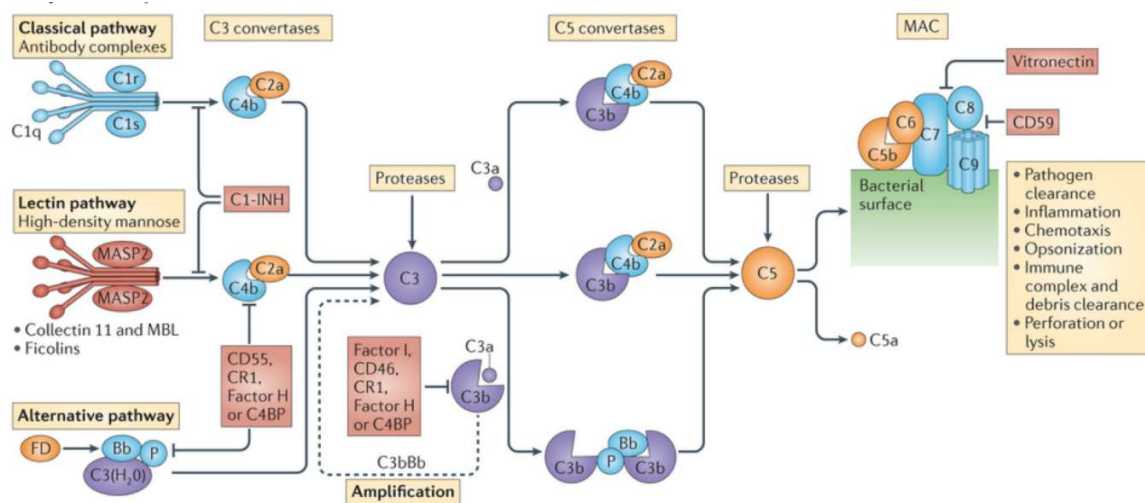 Classical pathway
Antibody complexes
C1r
C1s
C1q
C3 convertases
C2a
C4b
C1-INH
Lectin pathway
High-density mannose
MASP2
MASP2
C2a
C4b
• Collectin 11 and MBL
• Ficolins
CD55,
CR1,
Factor H
or C4BP
Alternative pathway
FD
Bb
P
C3(H₂0)
Proteases
C3
C3a
Factor I,
CD46,
CR1,
Factor H
or C4BP
C3a
C3b
C3bBb
Amplification
C5 convertases
C2a
C4b
C3b
C2a
C4b
C3b
Bb
C3b
P
C3b
Proteases
C5
C5a
MAC
Vitronectin
CD59
C6
C5b
C7
C8
C9
Bacterial
surface
• Pathogen
clearance
• Inflammation
• Chemotaxis
• Opsonization
• Immune
complex and
debris clearance
• Perforation or
lysis